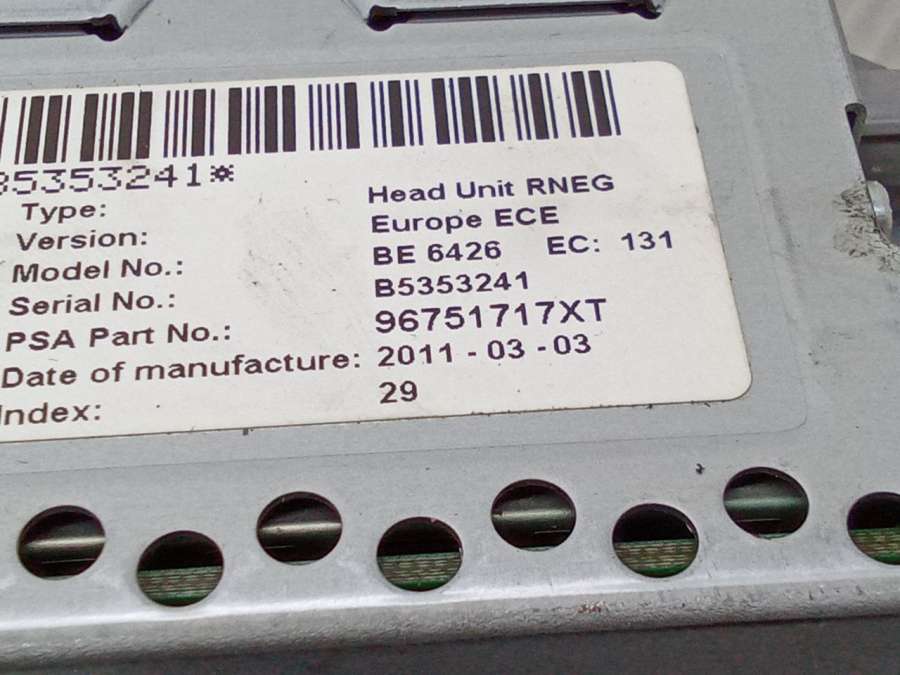 B5353241*
Type: Head Unit RNEG
Version: Europe ECE
Model No.: BE 6426 EC: 131
Serial No.: B5353241
PSA Part No.: 96751717XT
Date of manufacture: 2011 - 03 - 03
Index: 29